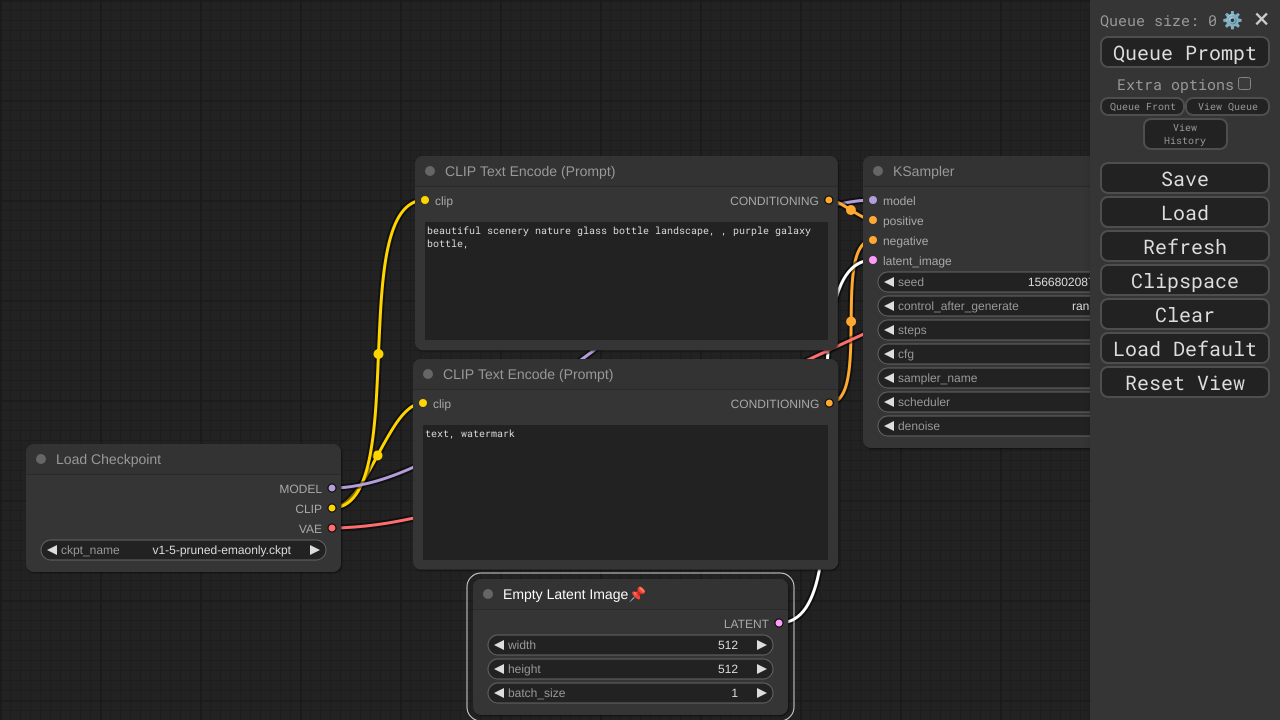 Queue size: 0
Queue Prompt
Extra options
Queue Front
View Queue
View
History
Save
Load
Refresh
Clipspace
Clear
Load Default
Reset View
CLIP Text Encode (Prompt)
clip
CONDITIONING
beautiful scenery nature glass bottle landscape, , purple galaxy
bottle,
KSampler
model
positive
negative
latent_image
seed 156680208
control_after_generate ran
steps
cfg
sampler_name
scheduler
denoise
CLIP Text Encode (Prompt)
clip
CONDITIONING
text, watermark
Load Checkpoint
MODEL
CLIP
VAE
ckpt_name v1-5-pruned-emaonly.ckpt
Empty Latent Image
LATENT
width 512
height 512
batch_size 1